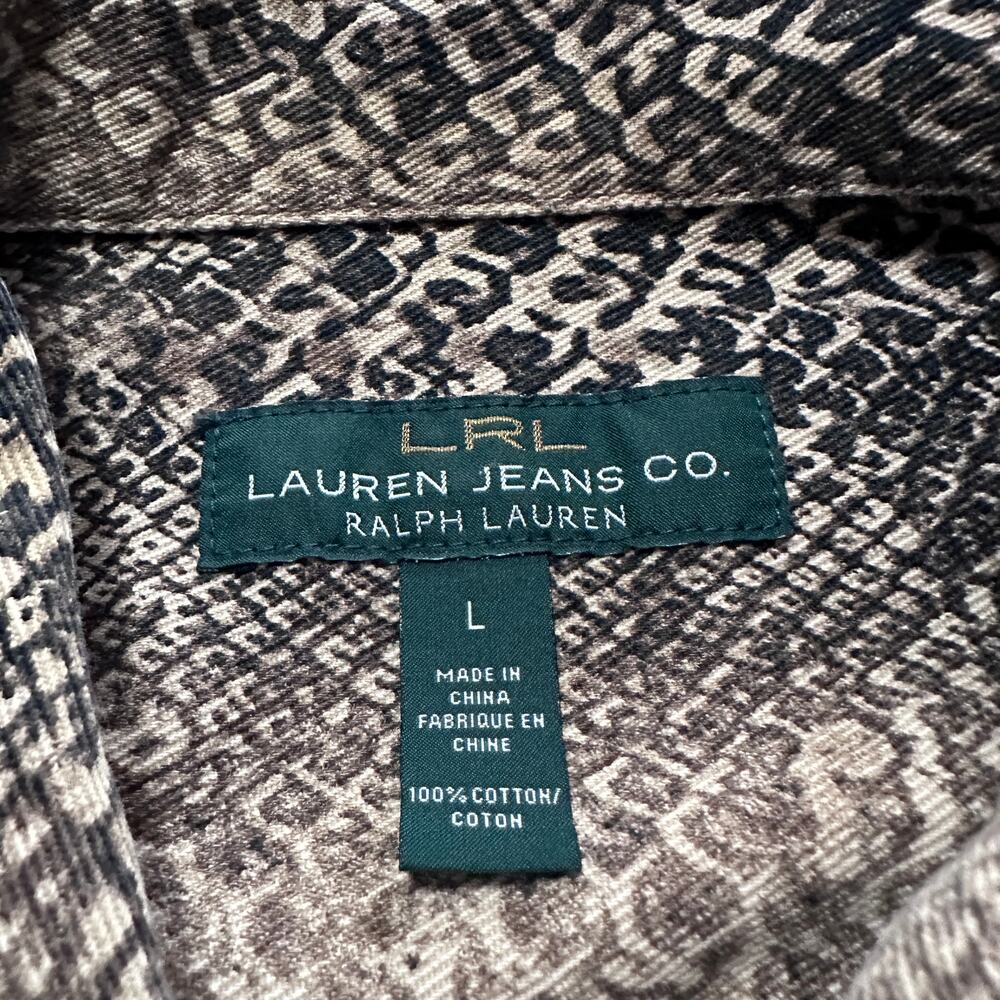 LRL
LAUREN JEANS CO.
RALPH LAUREN
L
MADE IN
CHINA
FABRIQUE EN
CHINE
100% COTTON/
COTON